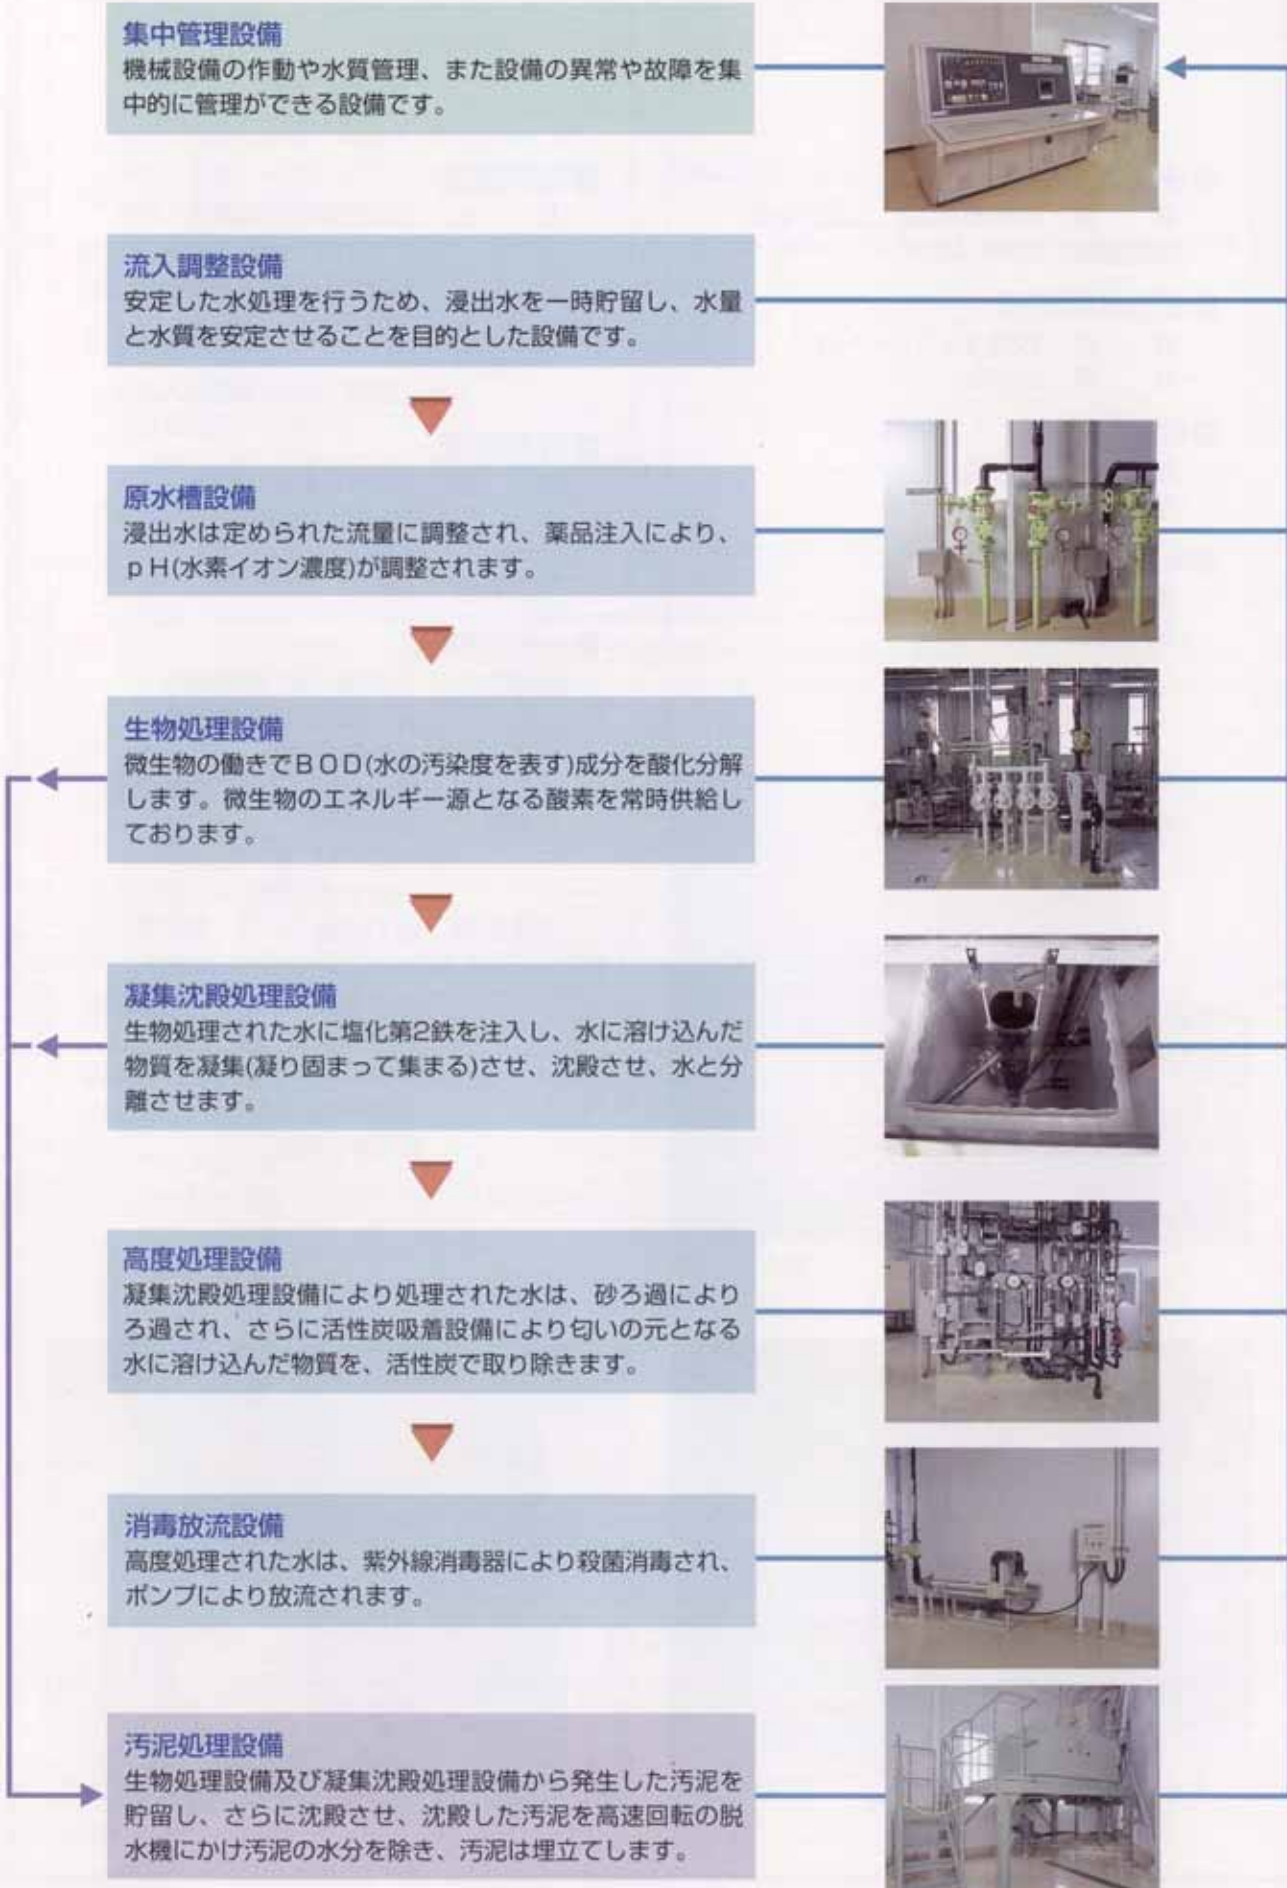 集中管理設備
機械設備の作動や水質管理、また設備の異常や故障を集
中的に管理ができる設備です。
流入調整設備
安定した水処理を行うため、浸出水を一時貯留し、水量
と水質を安定させることを目的とした設備です。
原水槽設備
浸出水は定められた流量に調整され、薬品注入により、
ｐＨ(水素イオン濃度)が調整されます。
生物処理設備
微生物の働きでＢＯＤ(水の汚染度を表す)成分を酸化分解
します。微生物のエネルギー源となる酸素を常時供給し
ております。
凝集沈殿処理設備
生物処理された水に塩化第2鉄を注入し、水に溶け込んだ
物質を凝集(凝り固まって集まる)させ、沈殿させ、水と分
離させます。
高度処理設備
凝集沈殿処理設備により処理された水は、砂ろ過により
ろ過され、さらに活性炭吸着設備により匂いの元となる
水に溶け込んだ物質を、活性炭で取り除きます。
消毒放流設備
高度処理された水は、紫外線消毒器により殺菌消毒され、
ポンプにより放流されます。
汚泥処理設備
生物処理設備及び凝集沈殿処理設備から発生した汚泥を
貯留し、さらに沈殿させ、沈殿した汚泥を高速回転の脱
水機にかけ汚泥の水分を除き、汚泥は埋立てします。